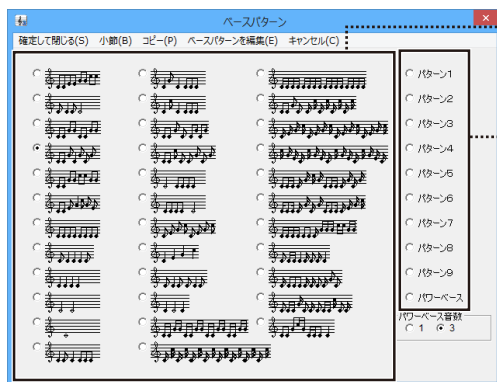 ベースパターン
確定して閉じる(S) 小節(B) コピー(P) ベースパターンを編集(E) キャンセル(C)
パターン1
パターン2
パターン3
パターン4
パターン5
パターン6
パターン7
パターン8
パターン9
パワーベース
パワーベース音数
1 3